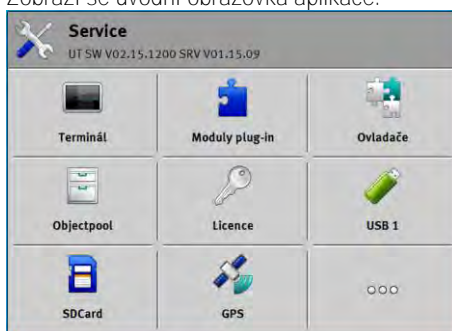 Zobrazí se úvodní obrazovka aplikace:
Service
UT SW V02.15.1200 SRV V01.15.09
Terminál
Moduly plug-in
Ovladače
Objectpool
Licence
USB 1
SDCard
GPS